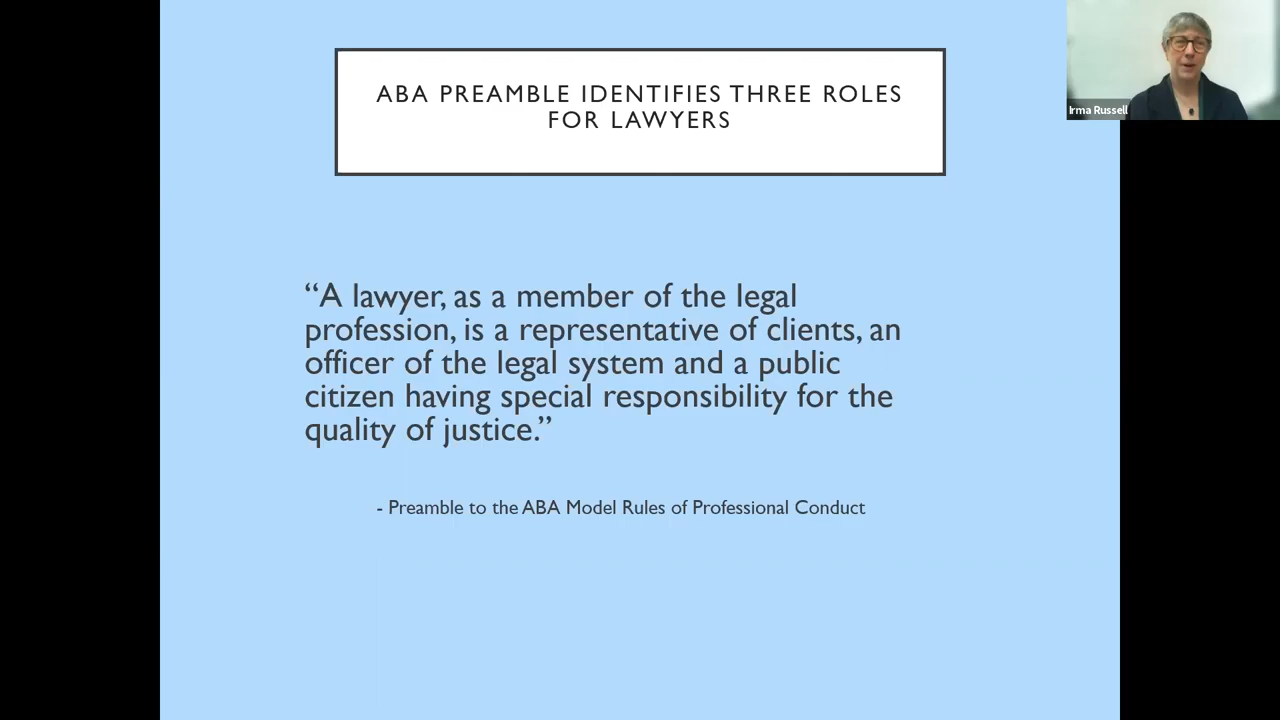 ABA PREAMBLE IDENTIFIES THREE ROLES
FOR LAWYERS
Irma Russell
“A lawyer, as a member of the legal
profession, is a representative of clients, an
officer of the legal system and a public
citizen having special responsibility for the
quality of justice.”
- Preamble to the ABA Model Rules of Professional Conduct